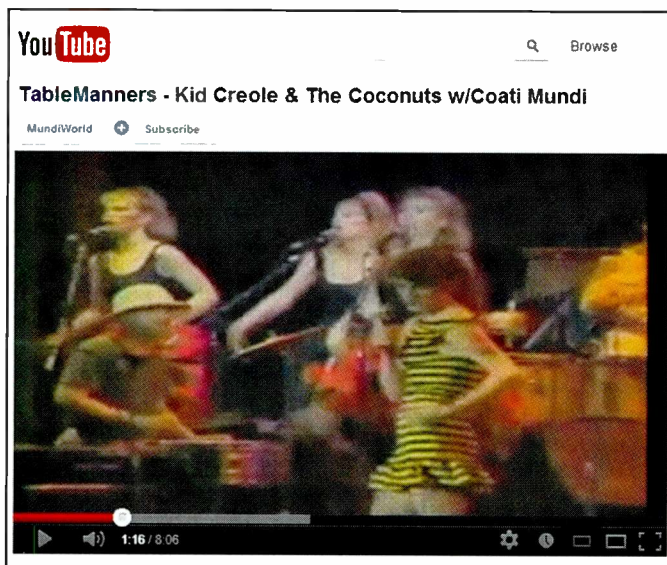 YouTube
Browse
TableManners - Kid Creole & The Coconuts w/Coati Mundi
MundiWorld
Subscribe
1:16 / 8:06